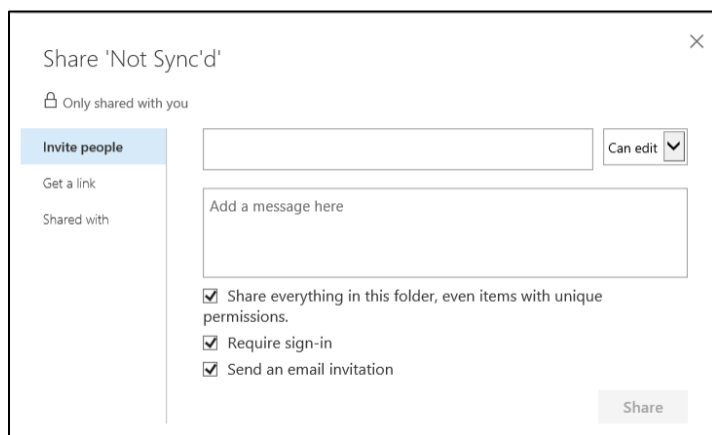 Share 'Not Sync'd'
Only shared with you
Invite people
Can edit
Get a link
Shared with
Add a message here
Share everything in this folder, even items with unique
permissions.
Require sign-in
Send an email invitation
Share